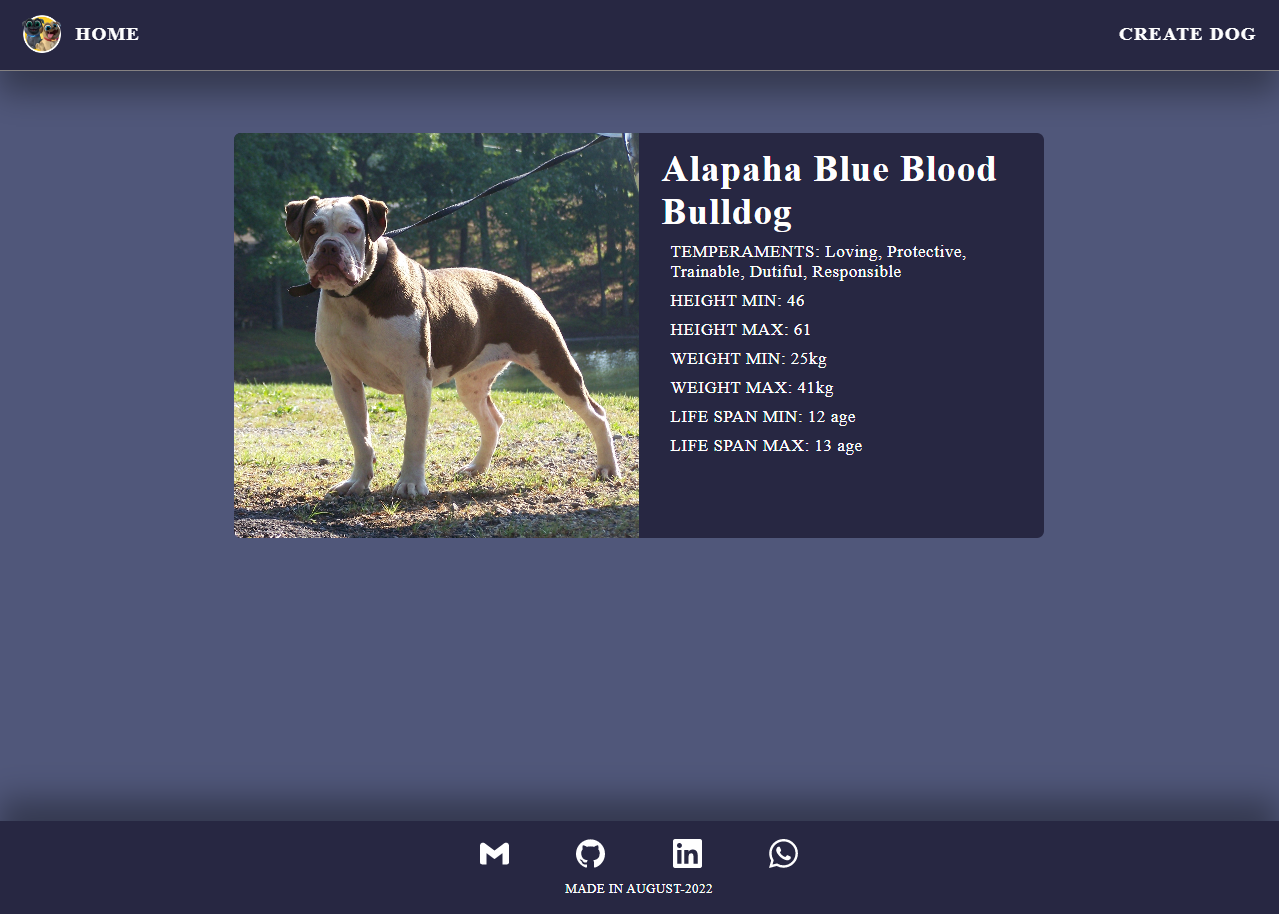 HOME
CREATE DOG
Alapaha Blue Blood
Bulldog
TEMPERAMENTS: Loving, Protective,
Trainable, Dutiful, Responsible
HEIGHT MIN: 46
HEIGHT MAX: 61
WEIGHT MIN: 25kg
WEIGHT MAX: 41kg
LIFE SPAN MIN: 12 age
LIFE SPAN MAX: 13 age
MADE IN AUGUST-2022